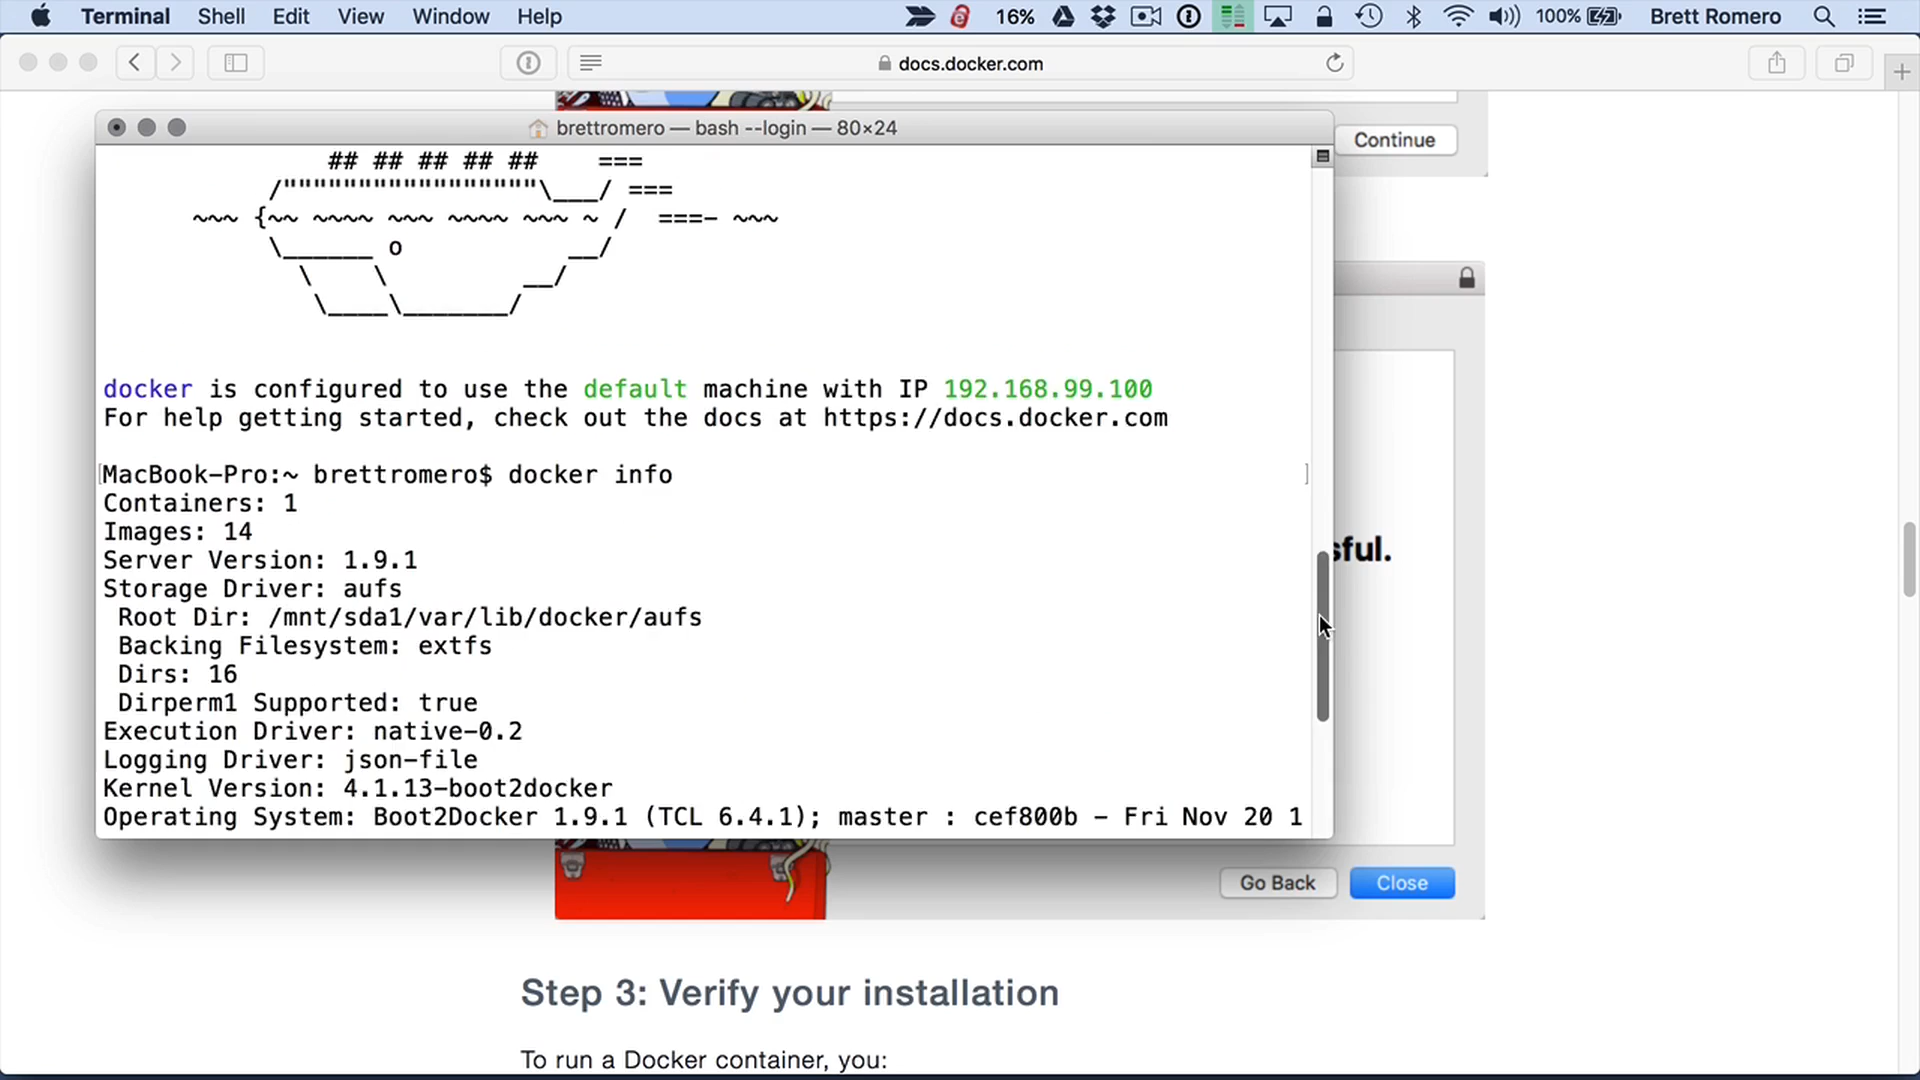 Terminal Shell Edit View Window Help 16% 100% Brett Romero
docs.docker.com
brettromero — bash --login — 80×24
Continue
## ## ## ## ##    ===
/"""""""""""""""""\___/ ===
~~~ {~~ ~~~~ ~~~ ~~~~ ~~~ ~ /  ===- ~~~
\______ o           __/
\    \         __/
\____\_______/
docker is configured to use the default machine with IP 192.168.99.100
For help getting started, check out the docs at https://docs.docker.com
[MacBook-Pro:~ brettromero$ docker info ]
Containers: 1
Images: 14
Server Version: 1.9.1
Storage Driver: aufs
Root Dir: /mnt/sda1/var/lib/docker/aufs
Backing Filesystem: extfs
Dirs: 16
Dirperm1 Supported: true
Execution Driver: native-0.2
Logging Driver: json-file
Kernel Version: 4.1.13-boot2docker
Operating System: Boot2Docker 1.9.1 (TCL 6.4.1); master : cef800b - Fri Nov 20 1
sful.
Go Back Close
Step 3: Verify your installation
To run a Docker container, you: